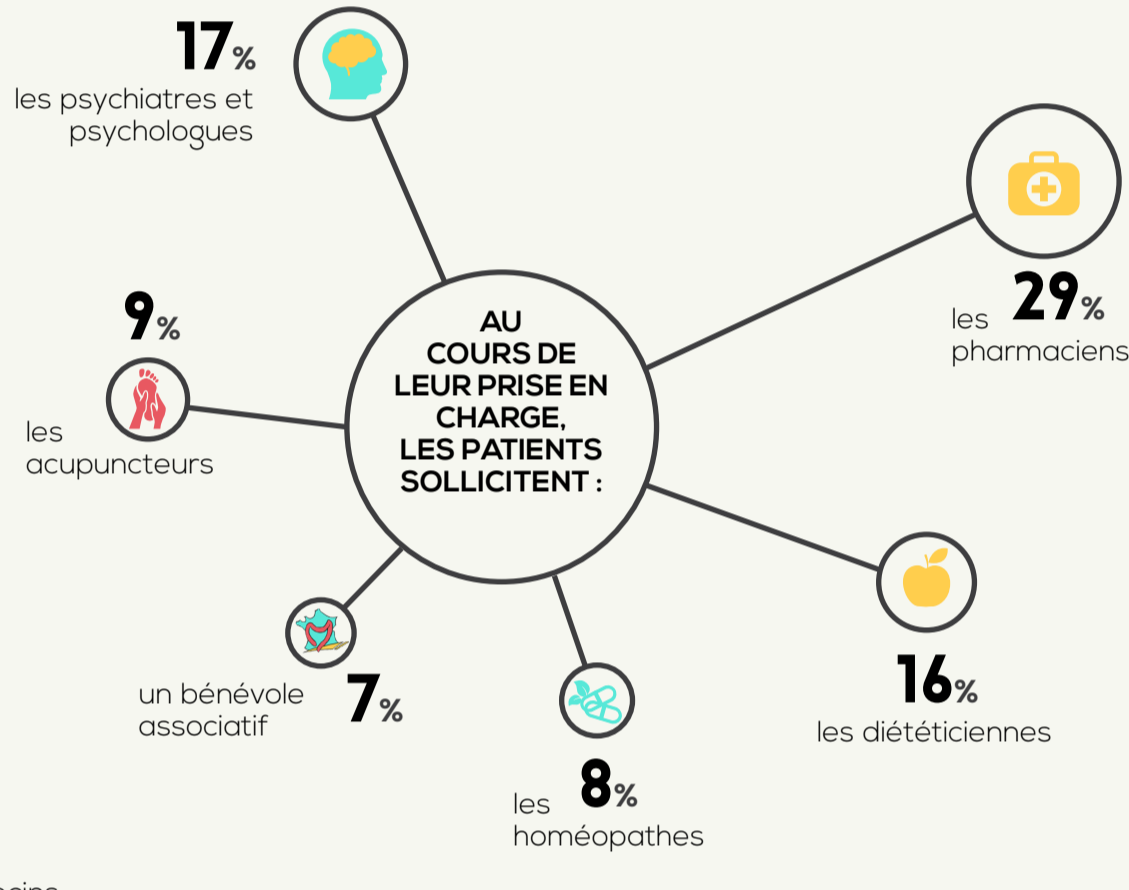 17%
les psychiatres et
psychologues
29%
les
pharmaciens
9%
les
acupuncteurs
AU
COURS DE
LEUR PRISE EN
CHARGE,
LES PATIENTS
SOLLICITENT :
16%
les diététiciennes
un bénévole
associatif
7%
les 8%
homéopathes